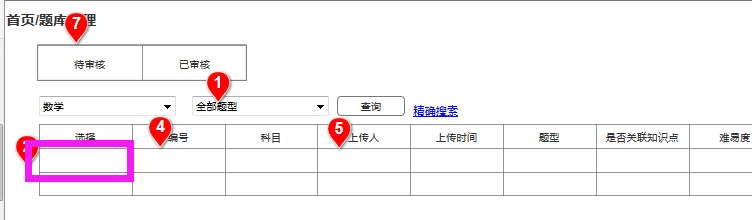 首页/题库管理
7
待审核 已审核
1
数学 全部题型 查询 精确搜索
4 5
选择 编号 科目 上传人 上传时间 题型 是否关联知识点 难易度